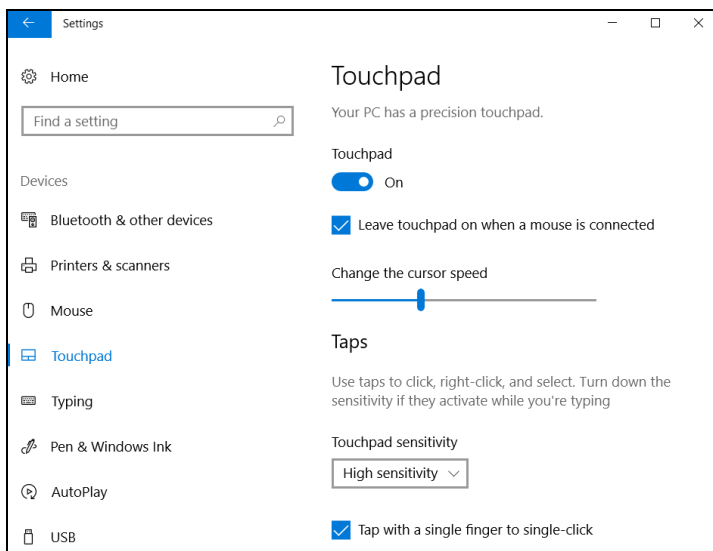 Settings
Home
Find a setting
Devices
Bluetooth & other devices
Printers & scanners
Mouse
Touchpad
Typing
Pen & Windows Ink
AutoPlay
USB
Touchpad
Your PC has a precision touchpad.
Touchpad
On
Leave touchpad on when a mouse is connected
Change the cursor speed
Taps
Use taps to click, right-click, and select. Turn down the
sensitivity if they activate while you're typing
Touchpad sensitivity
High sensitivity
Tap with a single finger to single-click